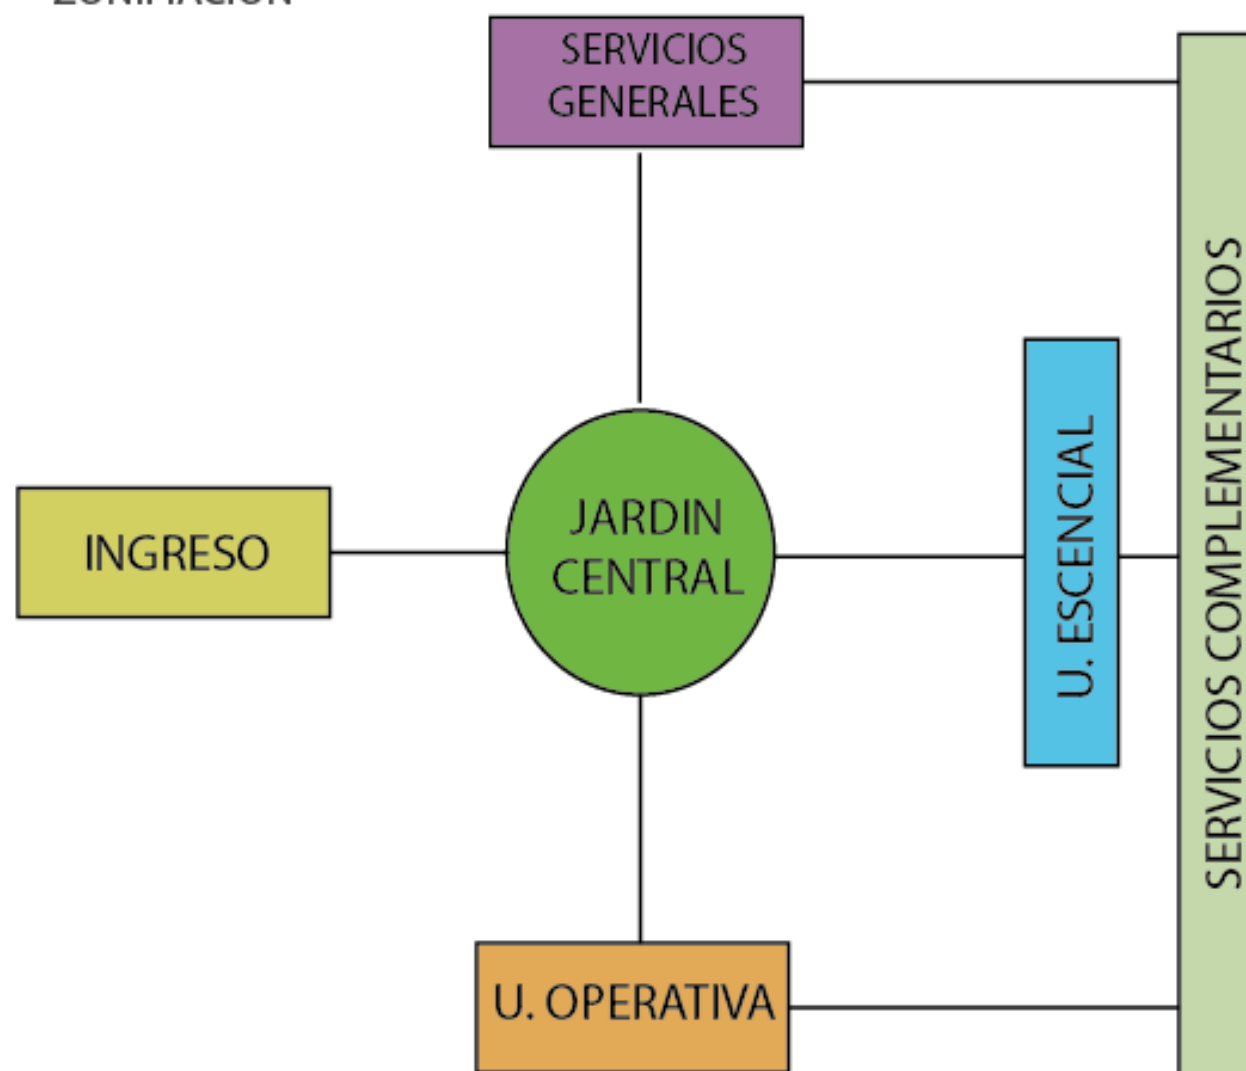 SERVICIOS
GENERALES
INGRESO
JARDIN
CENTRAL
U. ESCENCIAL
SERVICIOS COMPLEMENTARIOS
U. OPERATIVA